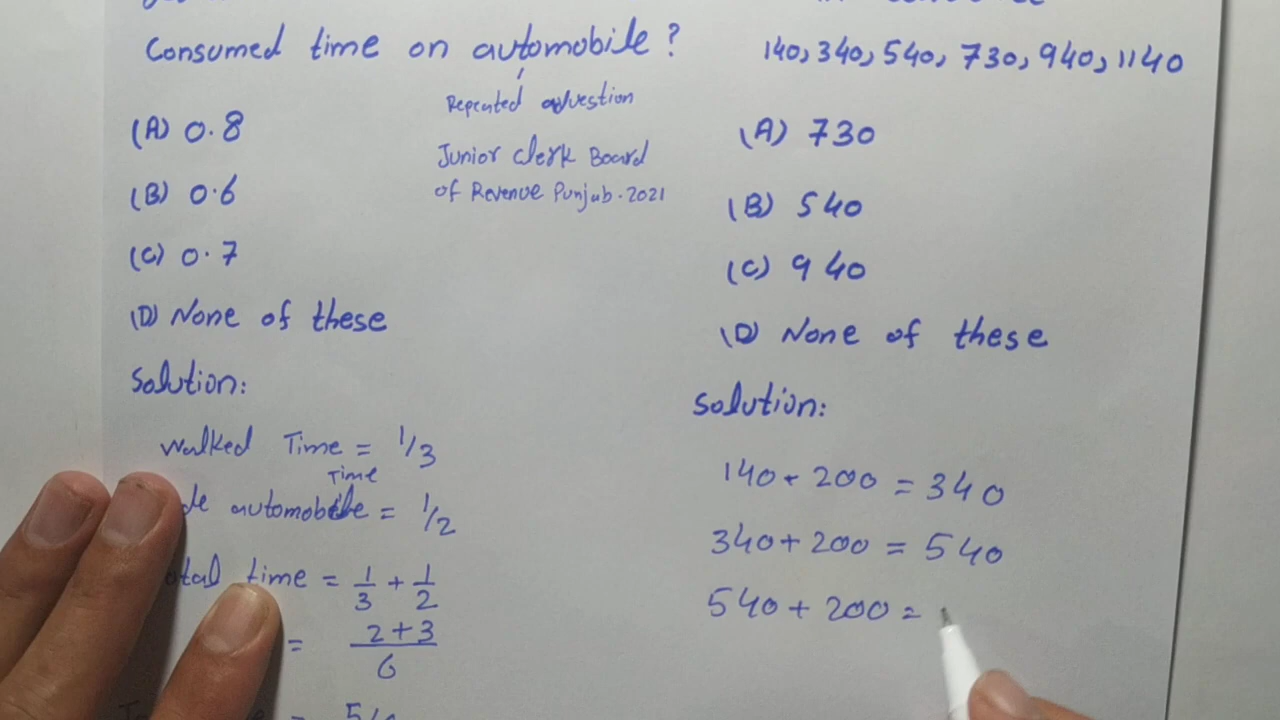 Consumed time on automobile ?
Repeated question
Junior Clerk Board
of Revenue Punjab. 2021
(A) 0.8
(B) 0.6
(C) 0.7
(D) None of these
Solution:
Walked Time = 1/3
Time
automobile = 1/2
time = 1/3 + 1/2
= 2+3/6
=
140, 340, 540, 730, 940, 1140
(A) 730
(B) 540
(C) 940
(D) None of these
Solution:
140 + 200 = 340
340 + 200 = 540
540 + 200 =